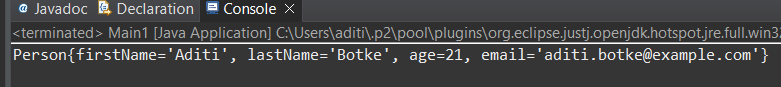 @ Javadoc Declaration Console ×
<terminated> Main1 [Java Application] C:\Users\aditi\.p2\pool\plugins\org.eclipse.justj.openjdk.hotspot.jre.full.win32
Person{firstName='Aditi', lastName='Botke', age=21, email='aditi.botke@example.com'}